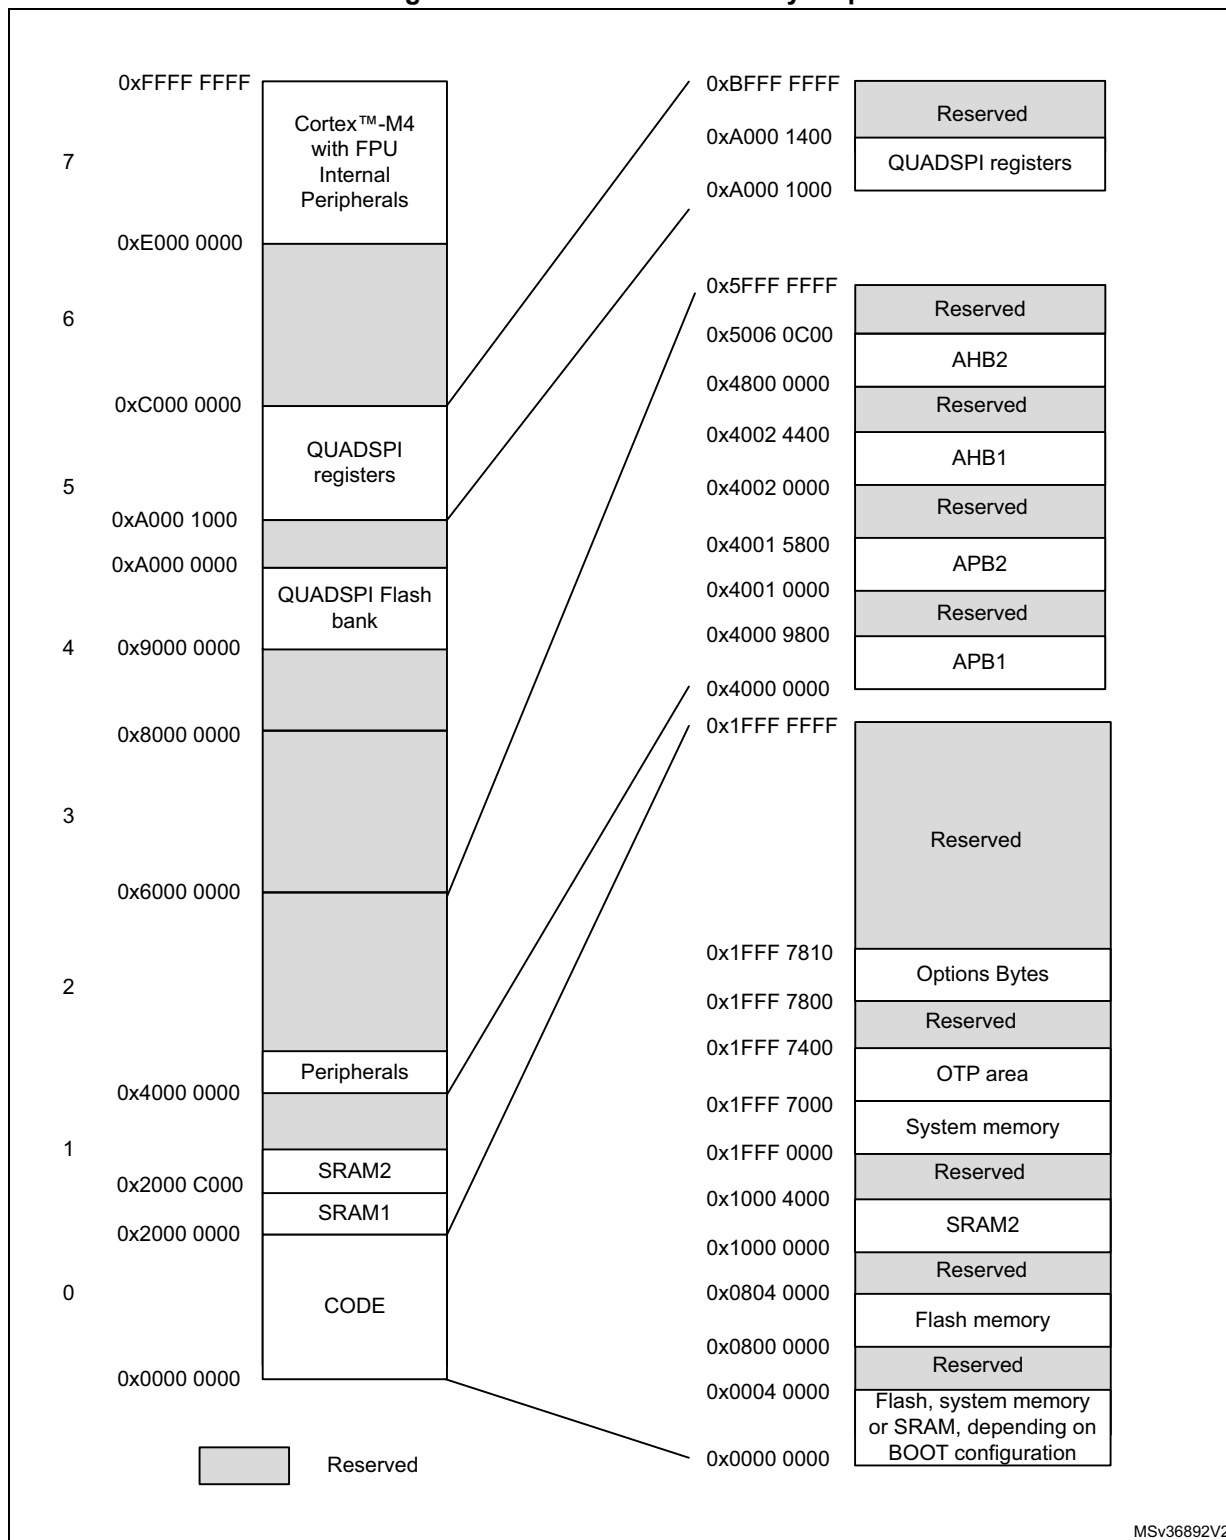 0xFFFF FFFF
Cortex™-M4
with FPU
Internal
Peripherals
7
0xE000 0000
6
0xC000 0000
QUADSPI
registers
5
0xA000 1000
0xA000 0000
QUADSPI Flash
bank
4
0x9000 0000
0x8000 0000
3
0x6000 0000
2
Peripherals
0x4000 0000
1
SRAM2
0x2000 C000
SRAM1
0x2000 0000
0
CODE
0x0000 0000
Reserved
0xBFFF FFFF
Reserved
0xA000 1400
QUADSPI registers
0xA000 1000
0x5FFF FFFF
Reserved
0x5006 0C00
AHB2
0x4800 0000
Reserved
0x4002 4400
AHB1
0x4002 0000
Reserved
0x4001 5800
APB2
0x4001 0000
Reserved
0x4000 9800
APB1
0x4000 0000
0x1FFF FFFF
Reserved
0x1FFF 7810
Options Bytes
0x1FFF 7800
Reserved
0x1FFF 7400
OTP area
0x1FFF 7000
System memory
0x1FFF 0000
Reserved
0x1000 4000
SRAM2
0x1000 0000
Reserved
0x0804 0000
Flash memory
0x0800 0000
Reserved
0x0004 0000
Flash, system memory
or SRAM, depending on
BOOT configuration
0x0000 0000
MSv36892V2